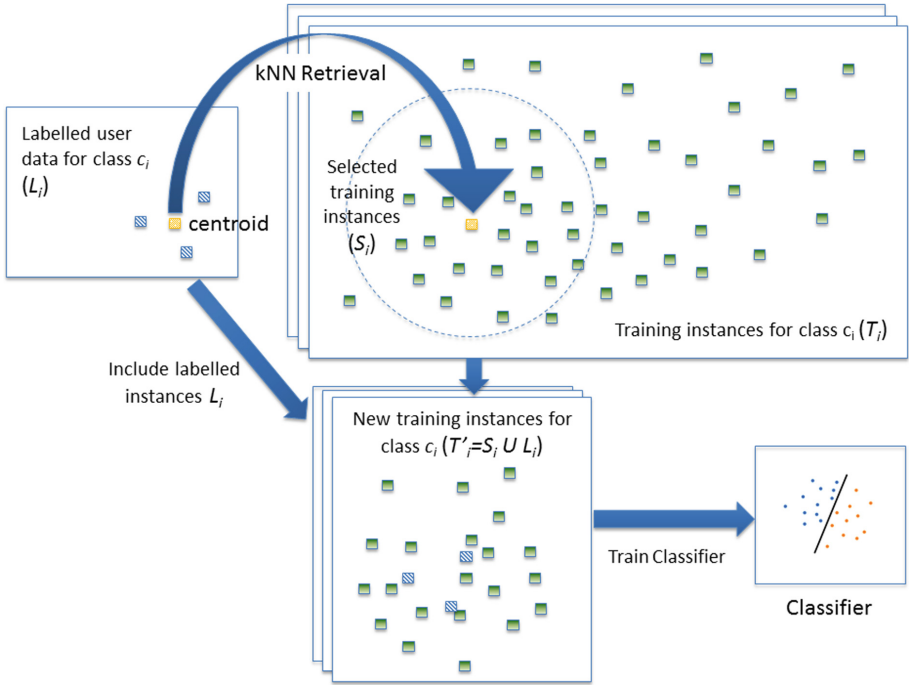 kNN Retrieval
Labelled user
data for class ci
(Li)
centroid
Selected
training
instances
(Si)
Training instances for class ci (Ti)
Include labelled
instances Li
New training instances for
class ci (T'i=Si U Li)
Train Classifier
Classifier